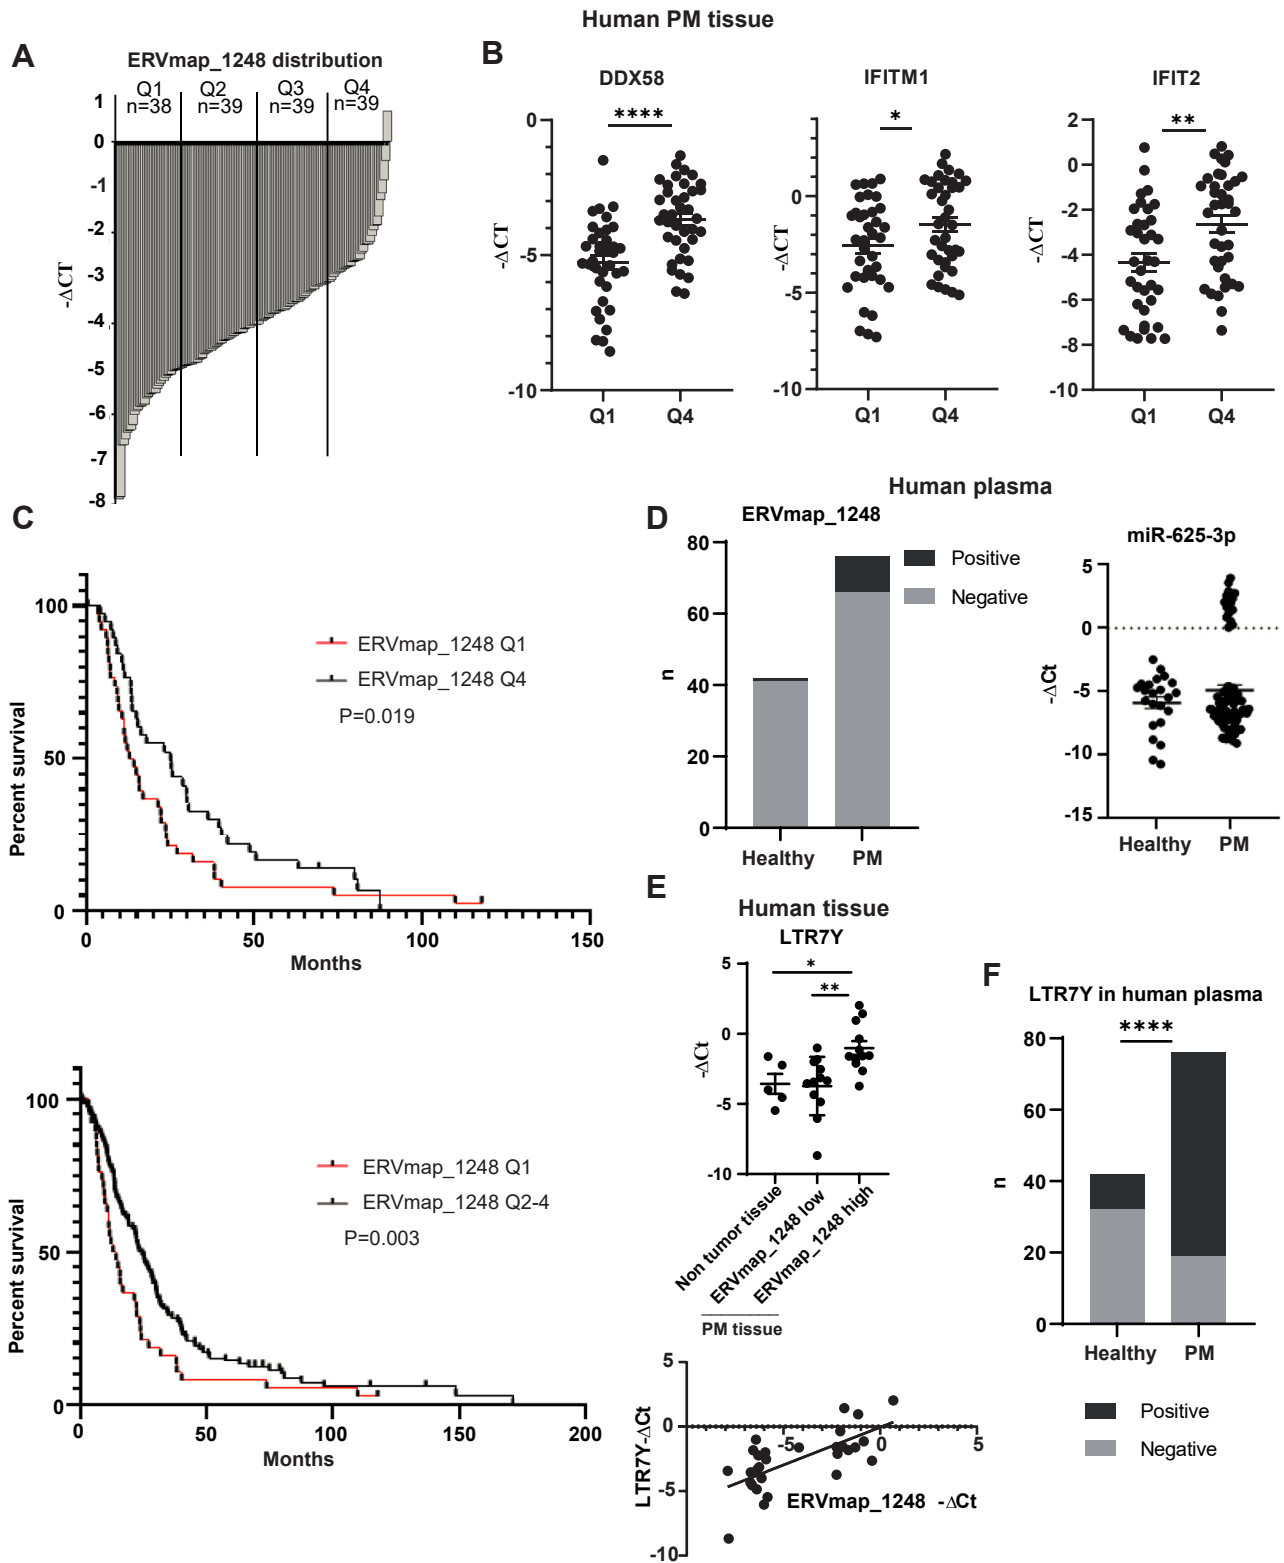 Human PM tissue
A
ERVmap_1248 distribution
Q1 Q2 Q3 Q4
n=38 n=39 n=39 n=39
1
0
-1
-2
-3
-4
-5
-6
-7
-8
-ΔCT
B
DDX58
****
0
-5
-10
-ΔCT
Q1 Q4
IFITM1
*
0
-5
-10
-ΔCT
Q1 Q4
IFIT2
**
2
0
-2
-4
-6
-8
-10
-ΔCT
Q1 Q4
C
100
50
0
Percent survival
ERVmap_1248 Q1
ERVmap_1248 Q4
P=0.019
0 50 100 150
Months
100
50
0
Percent survival
ERVmap_1248 Q1
ERVmap_1248 Q2-4
P=0.003
0 50 100 150 200
Months
Human plasma
D
ERVmap_1248
80
60
40
20
0
n
Positive
Negative
Healthy PM
miR-625-3p
5
0
-5
-10
-15
-ΔCt
Healthy PM
E
Human tissue
LTR7Y
*
**
5
0
-5
-10
-ΔCt
Non tumor tissue
ERVmap_1248 low
ERVmap_1248 high
PM tissue
5
0
-5
-10
LTR7Y-ΔCt
-5 0 5
ERVmap_1248 -ΔCt
F
LTR7Y in human plasma
****
80
60
40
20
0
n
Healthy PM
Positive
Negative